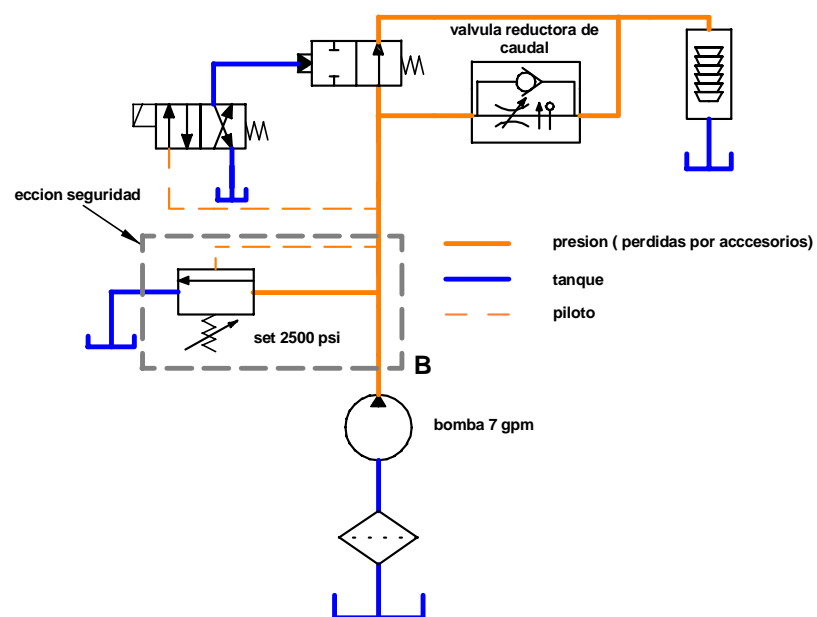 valvula reductora de
caudal
eccion seguridad
presion ( perdidas por acccesorios)
tanque
piloto
set 2500 psi
B
bomba 7 gpm